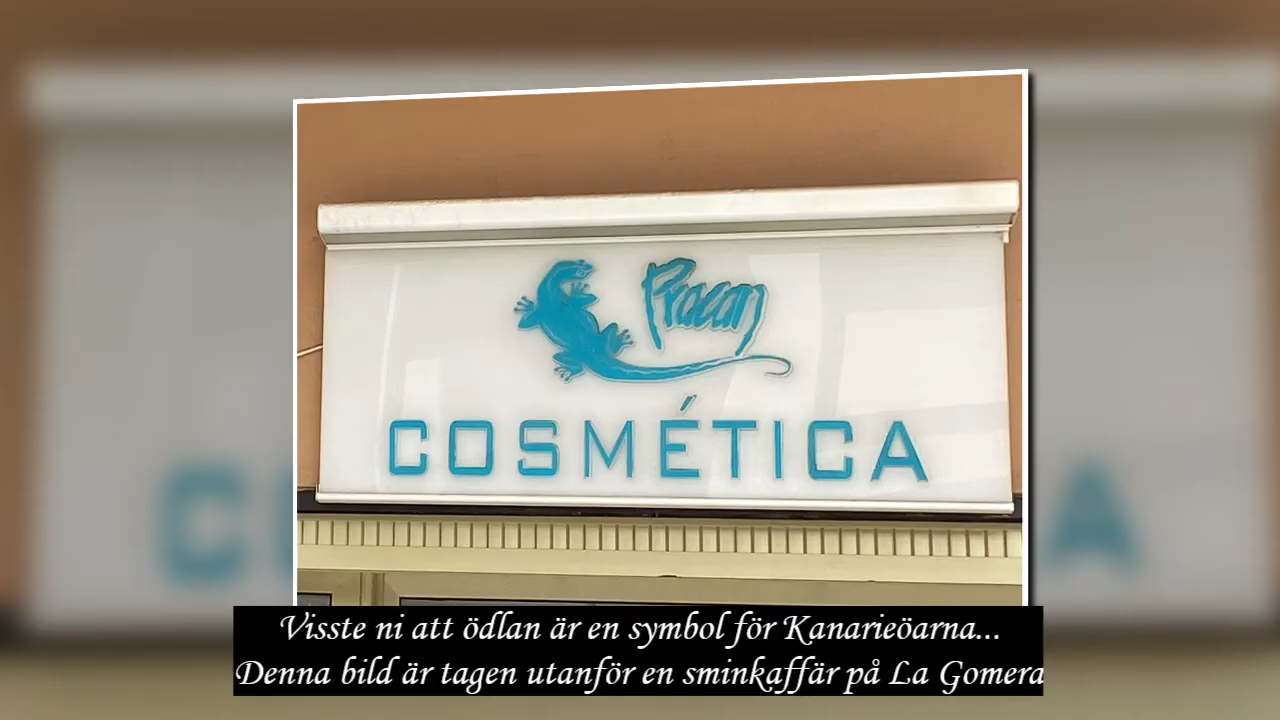 Pracan
COSMÉTICA
Visste ni att ödlan är en symbol för Kanarieöarna...
Denna bild är tagen utanför en sminkaffär på La Gomera